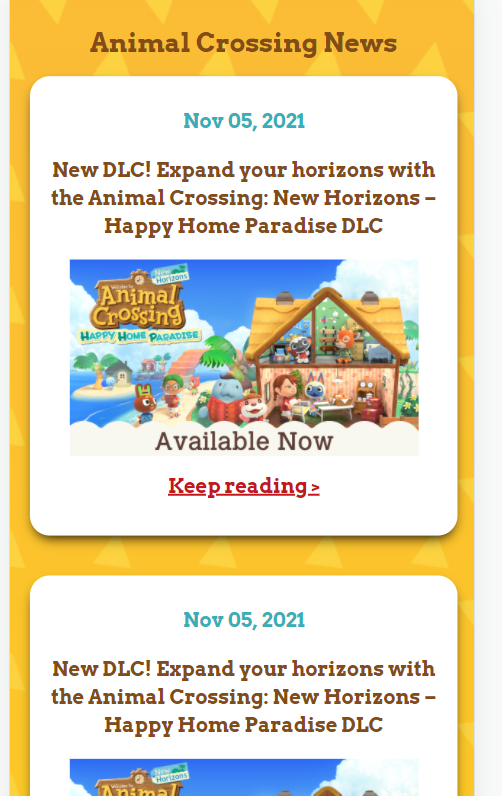 Animal Crossing News
Nov 05, 2021
New DLC! Expand your horizons with
the Animal Crossing: New Horizons –
Happy Home Paradise DLC
New
Horizons
Welcome to
Animal
Crossing
HAPPY HOME PARADISE
Available Now
Keep reading >
Nov 05, 2021
New DLC! Expand your horizons with
the Animal Crossing: New Horizons –
Happy Home Paradise DLC
New
Horizons
Animal